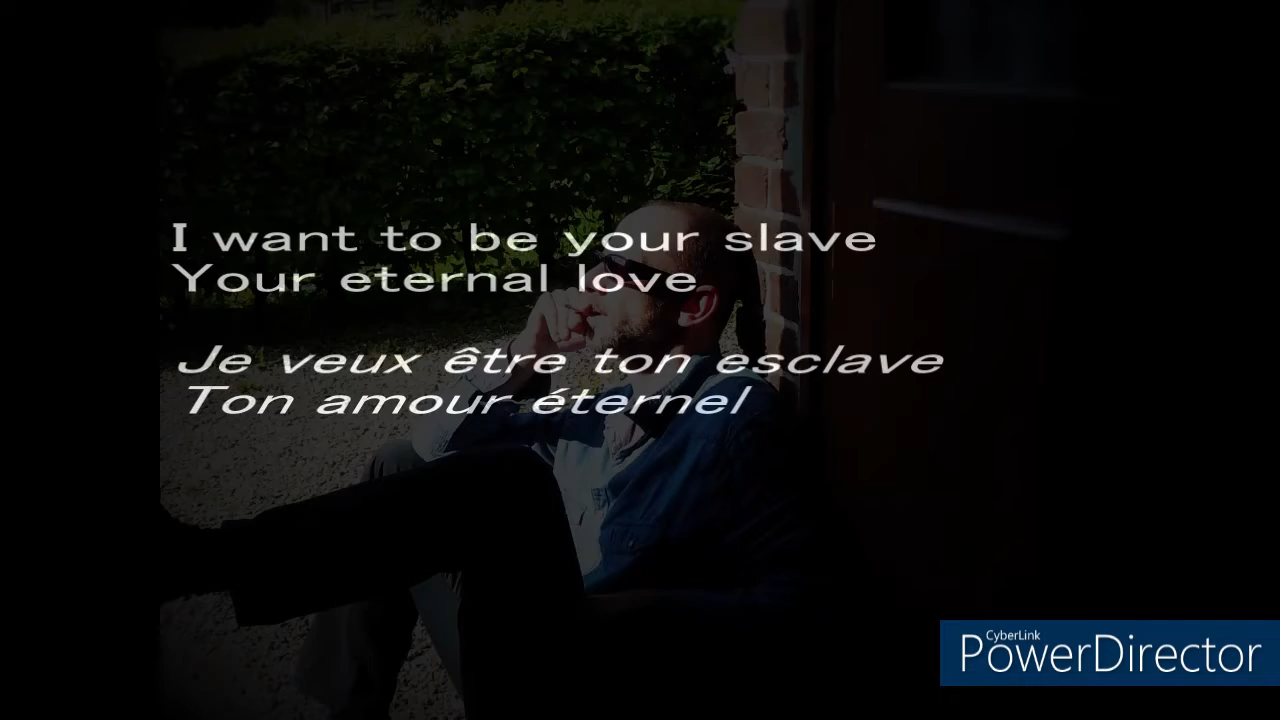 I want to be your slave
Your eternal love
Je veux être ton esclave
Ton amour éternel
CyberLink
PowerDirector